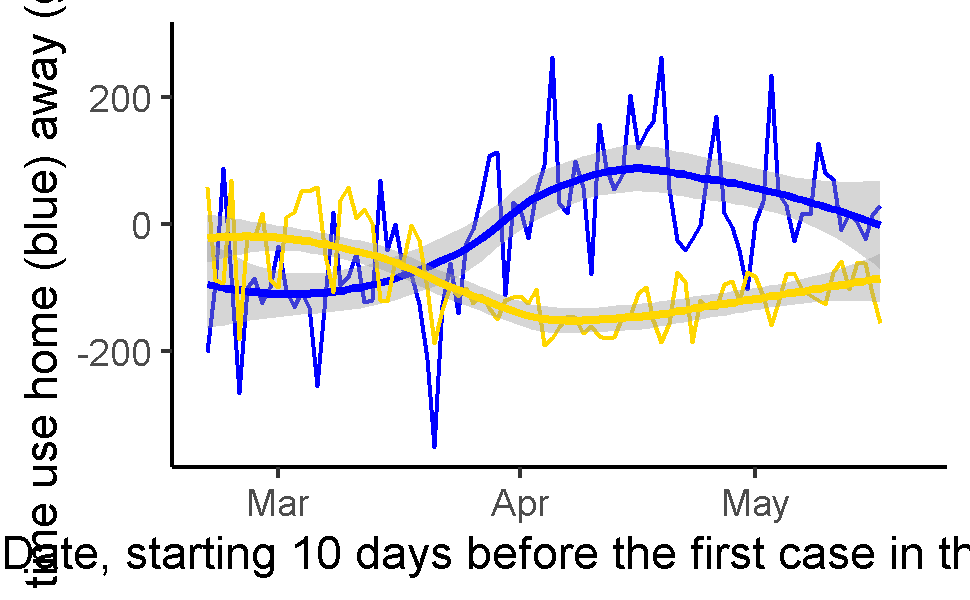 time use home (blue) away (
200
0
-200
Mar Apr May
Date, starting 10 days before the first case in th